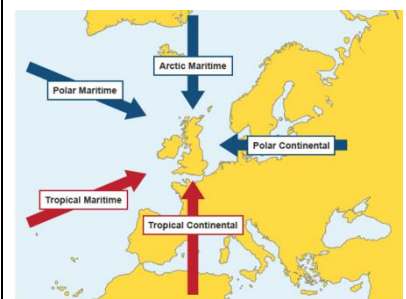 Arctic Maritime
Polar Maritime
Polar Continental
Tropical Maritime
Tropical Continental